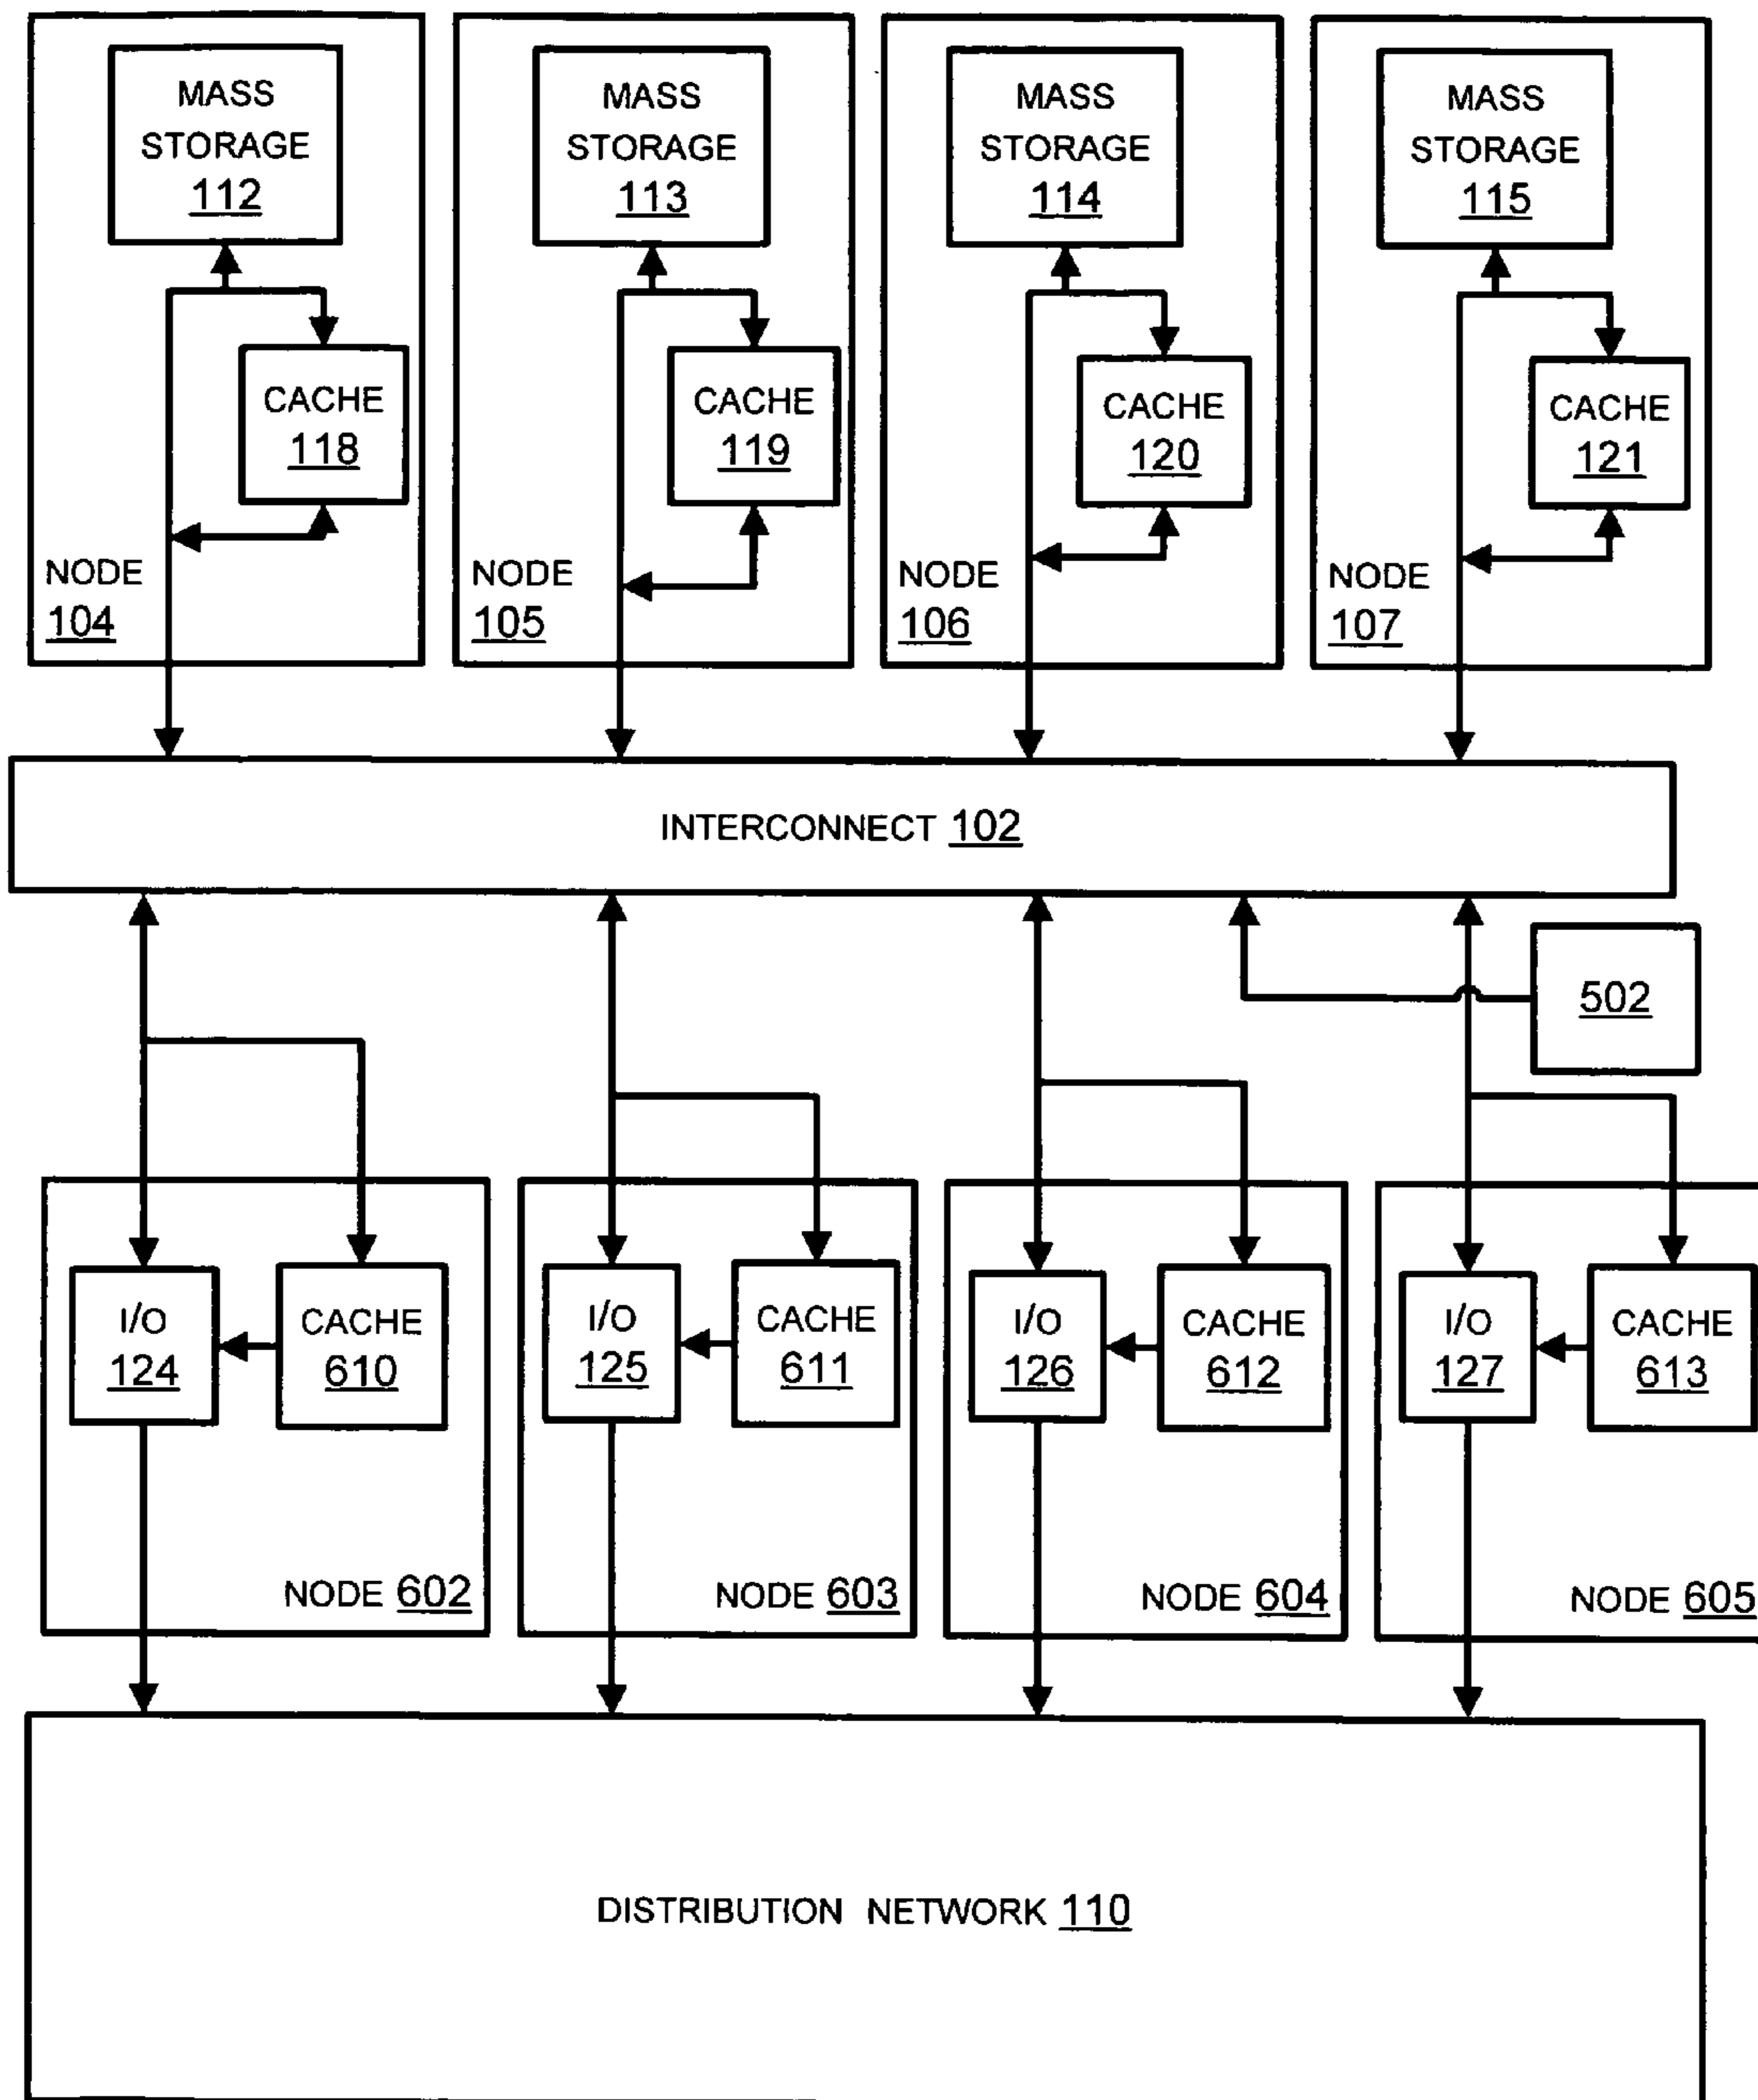 MASS
STORAGE
112
MASS
STORAGE
113
MASS
STORAGE
114
MASS
STORAGE
115
CACHE
118
CACHE
119
CACHE
120
CACHE
121
NODE
104
NODE
105
NODE
106
NODE
107
INTERCONNECT 102
502
I/O
124
CACHE
610
I/O
125
CACHE
611
I/O
126
CACHE
612
I/O
127
CACHE
613
NODE 602
NODE 603
NODE 604
NODE 605
DISTRIBUTION NETWORK 110